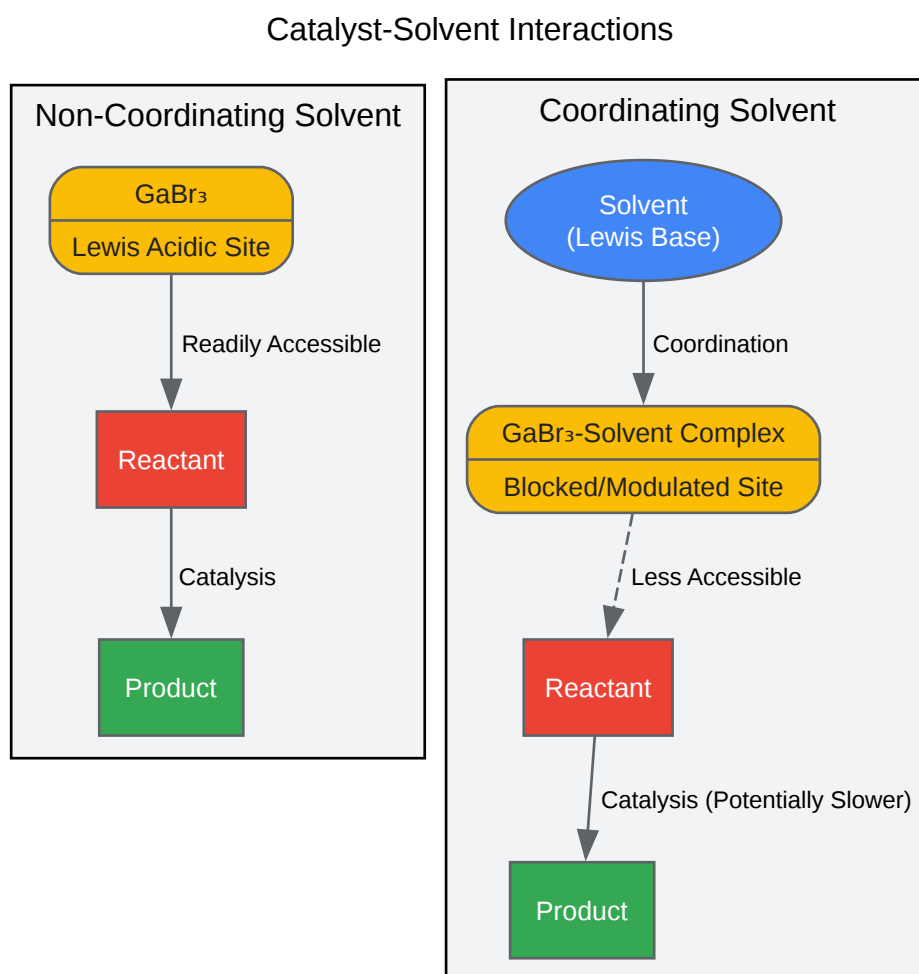 Catalyst-Solvent Interactions
Non-Coordinating Solvent
GaBr₃
Lewis Acidic Site
Readily Accessible
Reactant
Catalysis
Product
Coordinating Solvent
Solvent
(Lewis Base)
Coordination
GaBr₃-Solvent Complex
Blocked/Modulated Site
Less Accessible
Reactant
Catalysis (Potentially Slower)
Product